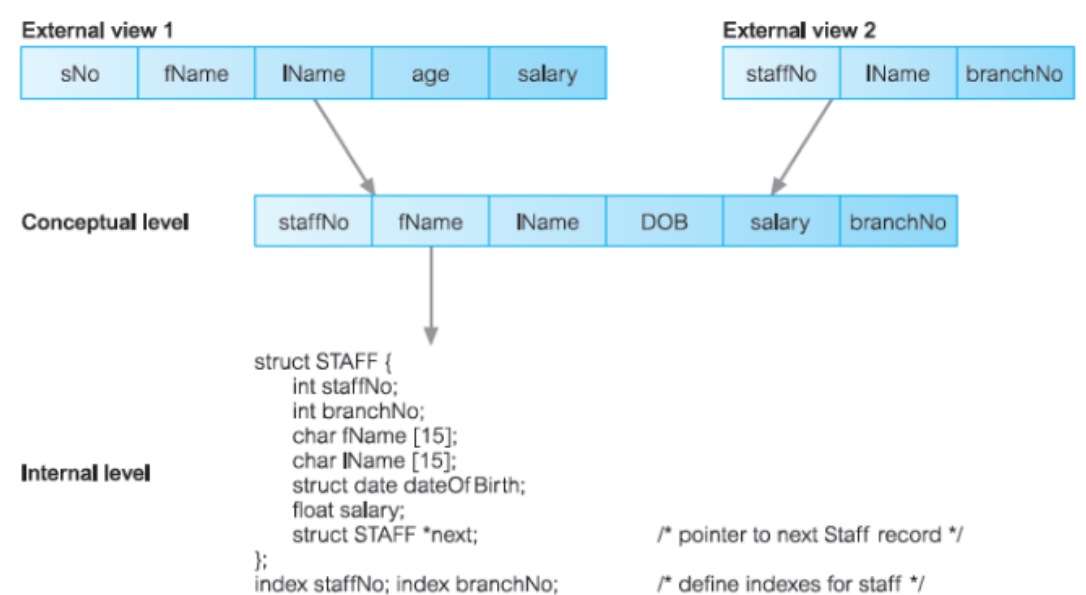 External view 1 External view 2
sNo fName lName age salary staffNo lName branchNo
Conceptual level staffNo fName lName DOB salary branchNo
struct STAFF {
int staffNo;
int branchNo;
char fName [15];
char lName [15];
Internal level
struct date dateOfBirth;
float salary;
struct STAFF *next; /* pointer to next Staff record */
};
index staffNo; index branchNo; /* define indexes for staff */